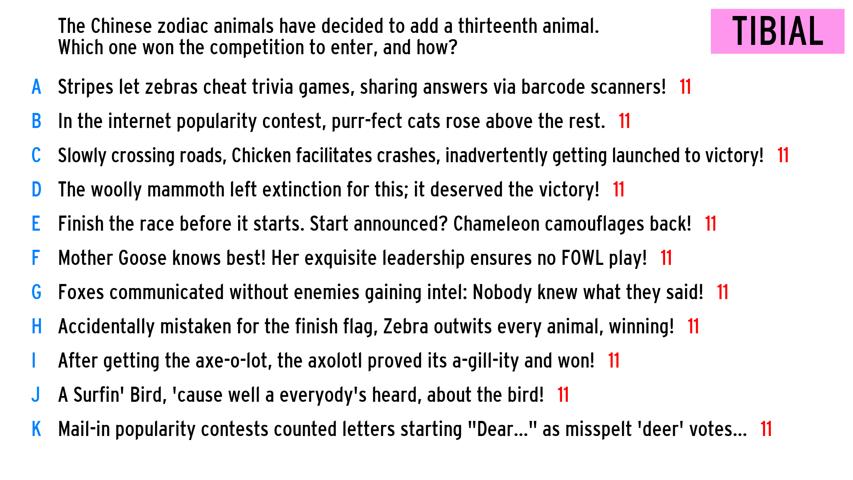 The Chinese zodiac animals have decided to add a thirteenth animal.
Which one won the competition to enter, and how?
TIBIAL
A Stripes let zebras cheat trivia games, sharing answers via barcode scanners! 11
B In the internet popularity contest, purr-fect cats rose above the rest. 11
C Slowly crossing roads, Chicken facilitates crashes, inadvertently getting launched to victory! 11
D The woolly mammoth left extinction for this; it deserved the victory! 11
E Finish the race before it starts. Start announced? Chameleon camouflages back! 11
F Mother Goose knows best! Her exquisite leadership ensures no FOWL play! 11
G Foxes communicated without enemies gaining intel: Nobody knew what they said! 11
H Accidentally mistaken for the finish flag, Zebra outwits every animal, winning! 11
I After getting the axe-o-lot, the axolotl proved its a-gill-ity and won! 11
J A Surfin' Bird, 'cause well a everyody's heard, about the bird! 11
K Mail-in popularity contests counted letters starting "Dear..." as misspelt 'deer' votes... 11